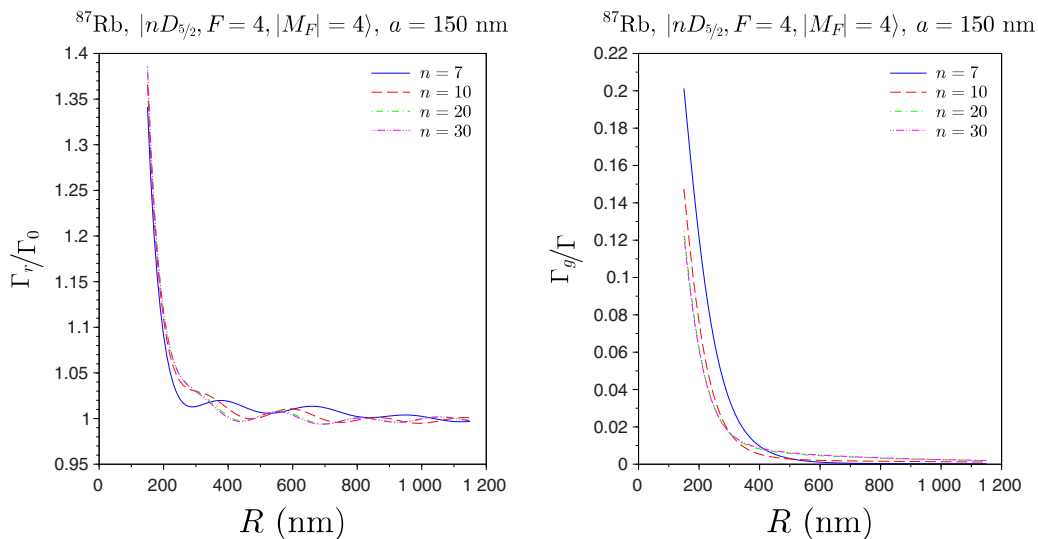 ⁸⁷Rb, |nD₅/₂, F = 4, |M_F| = 4⟩, a = 150 nm
1.4
1.35
1.3
1.25
1.2
1.15
1.1
1.05
1
0.95
Γᵣ/Γ₀
n = 7
n = 10
n = 20
n = 30
0 200 400 600 800 1 000 1 200
R (nm)
⁸⁷Rb, |nD₅/₂, F = 4, |M_F| = 4⟩, a = 150 nm
0.22
0.2
0.18
0.16
0.14
0.12
0.10
0.08
0.06
0.04
0.02
0
Γ_g/Γ
n = 7
n = 10
n = 20
n = 30
0 200 400 600 800 1 000 1 200
R (nm)